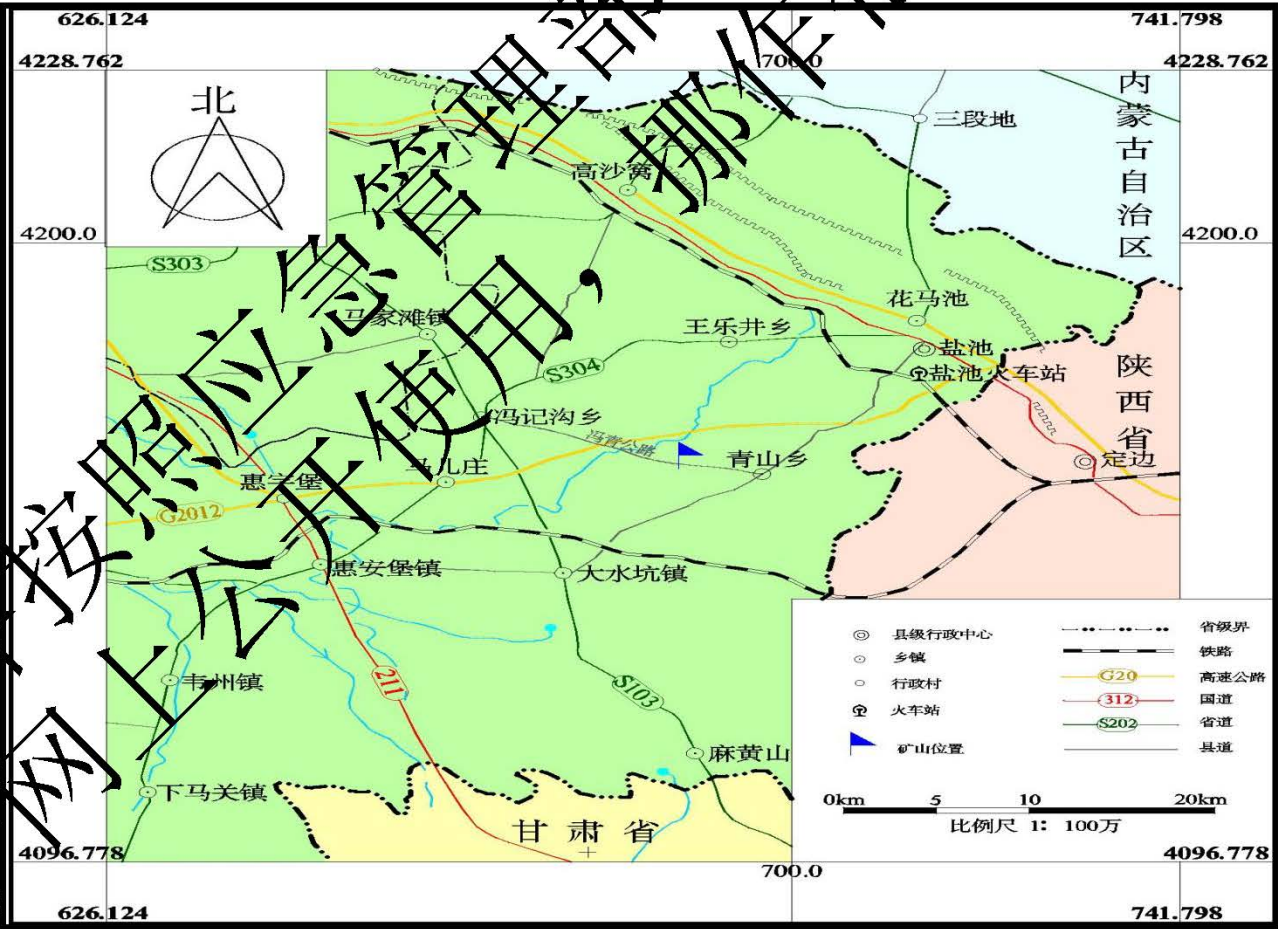 626.124
741.798
4228.762
700.0
4228.762
北
内蒙古自治区
三段地
高沙窝
4200.0
4200.0
S303
花马池
马家滩镇
王乐井乡
盐池
S304
盐池火车站
陕西省
冯记沟乡
冯青公路
青山乡
定边
马儿庄
惠安堡
G2012
惠安堡镇
大水坑镇
韦州镇
211
S103
麻黄山
下马关镇
甘肃省
县级行政中心
乡镇
行政村
火车站
矿山位置
省级界
铁路
G20
高速公路
312
国道
S202
省道
县道
0km 5 10 20km
比例尺 1: 100万
4096.778
700.0
4096.778
626.124
741.798
按照应急管理部
网上公开使用,
挪作